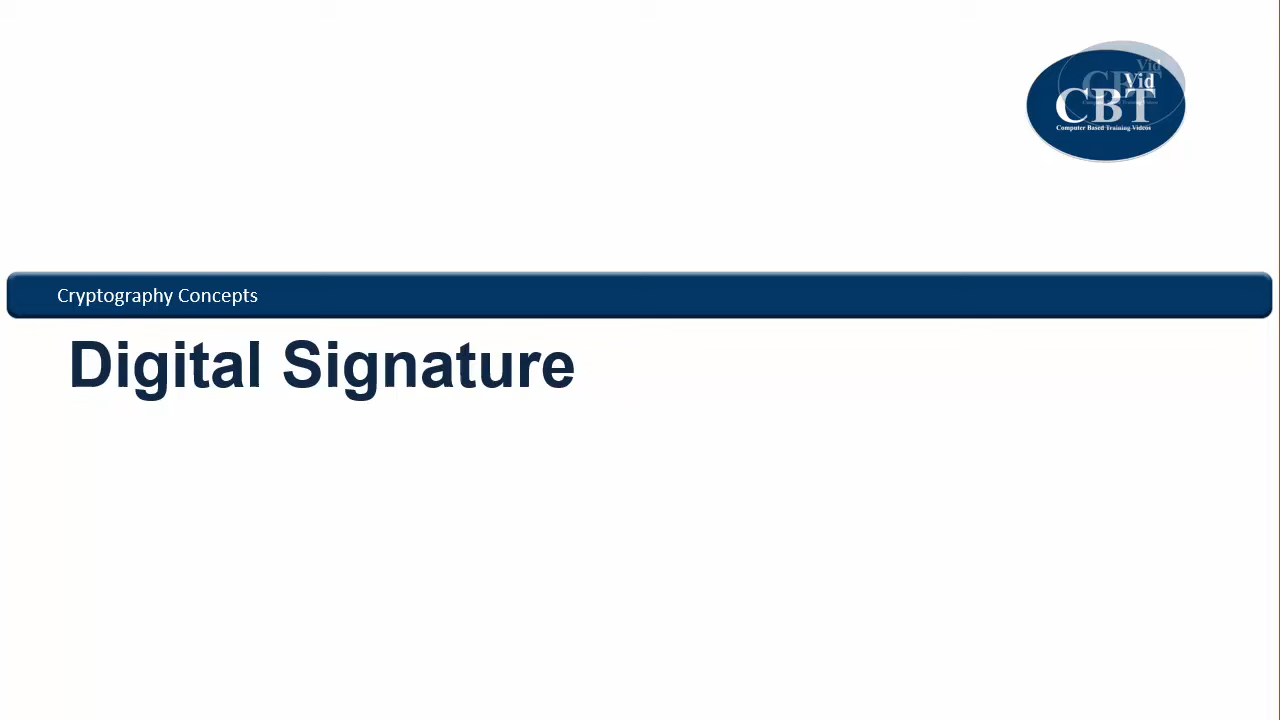 Vid
CBT
Computer Based Training Videos
Cryptography Concepts
Digital Signature